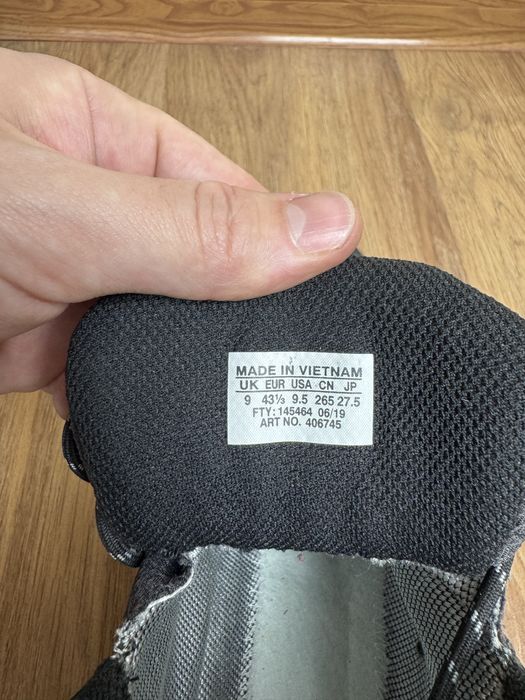 MADE IN VIETNAM
UK EUR USA CN JP
9 43⅓ 9.5 265 27.5
FTY: 145464 06/19
ART NO. 406745